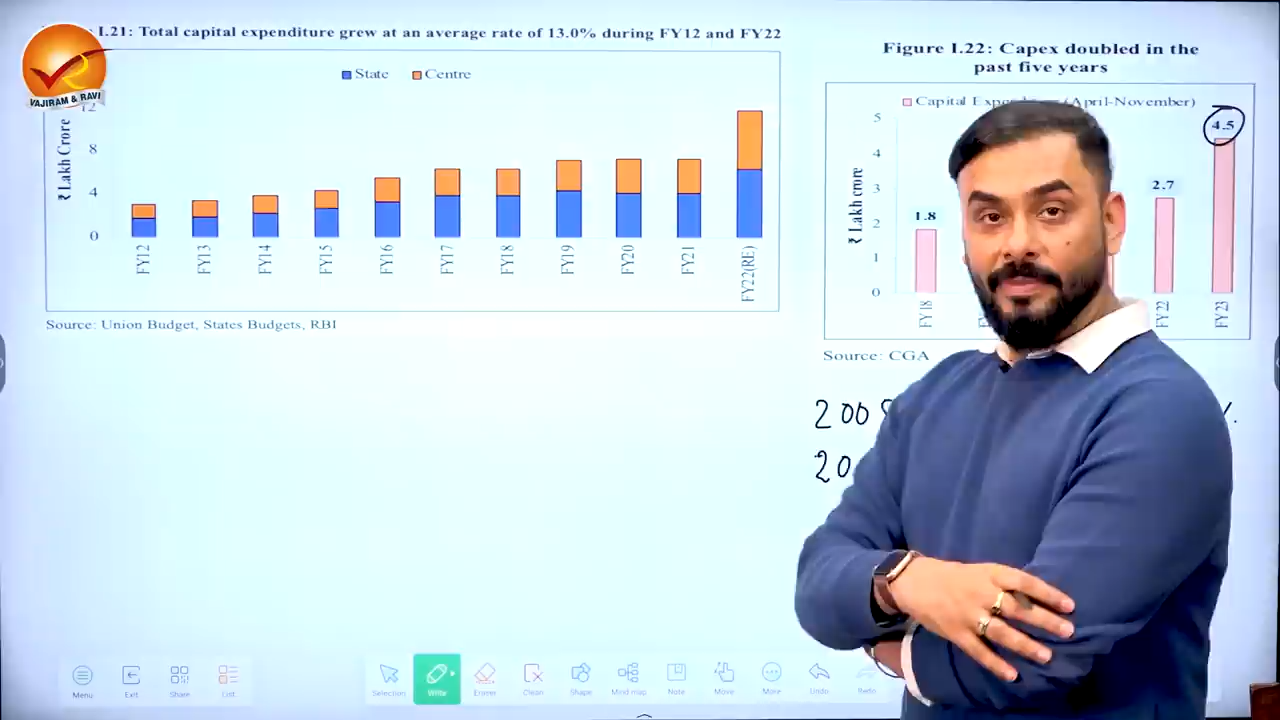 I.21: Total capital expenditure grew at an average rate of 13.0% during FY12 and FY22
VAJIRAM & RAVI
State Centre
₹ Lakh Crore
12
8
4
0
FY12 FY13 FY14 FY15 FY16 FY17 FY18 FY19 FY20 FY21 FY22(RE)
Source: Union Budget, States Budgets, RBI
Figure I.22: Capex doubled in the
past five years
Capital (April-November)
₹ Lakh crore
5
4
3
2
1
0
1.8 2.7 4.5
FY18 FY22 FY23
Source: CGA
200
20
Menu Exit Share List Selection Write Eraser Clean Shape Mind map Note Move More Undo Redo